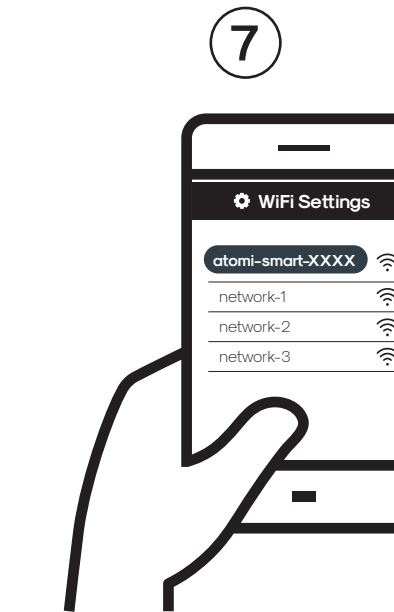 7
WiFi Settings
atomi-smart-XXXX
network-1
network-2
network-3